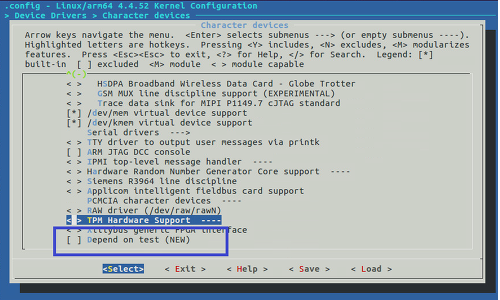 .config - Linux/arm64 4.4.52 Kernel Configuration
> Device Drivers > Character devices
Character devices
Arrow keys navigate the menu. <Enter> selects submenus ---> (or empty submenus ----).
Highlighted letters are hotkeys. Pressing <Y> includes, <N> excludes, <M> modularizes
features. Press <Esc><Esc> to exit, <?> for Help, </> for Search. Legend: [*]
built-in [ ] excluded <M> module < > module capable
^(-)
< > HSDPA Broadband Wireless Data Card - Globe Trotter
< > GSM MUX line discipline support (EXPERIMENTAL)
< > Trace data sink for MIPI P1149.7 cJTAG standard
[*] /dev/mem virtual device support
[*] /dev/kmem virtual device support
Serial drivers --->
< > TTY driver to output user messages via printk
[ ] ARM JTAG DCC console
< > IPMI top-level message handler ----
< > Hardware Random Number Generator Core support ----
< > Siemens R3964 line discipline
< > Applicom intelligent fieldbus card support
PCMCIA character devices ----
< > RAW driver (/dev/raw/rawN)
< > TPM Hardware Support ----
< > Xillybus generic FPGA interface
[ ] Depend on test (NEW)
<Select> < Exit > < Help > < Save > < Load >